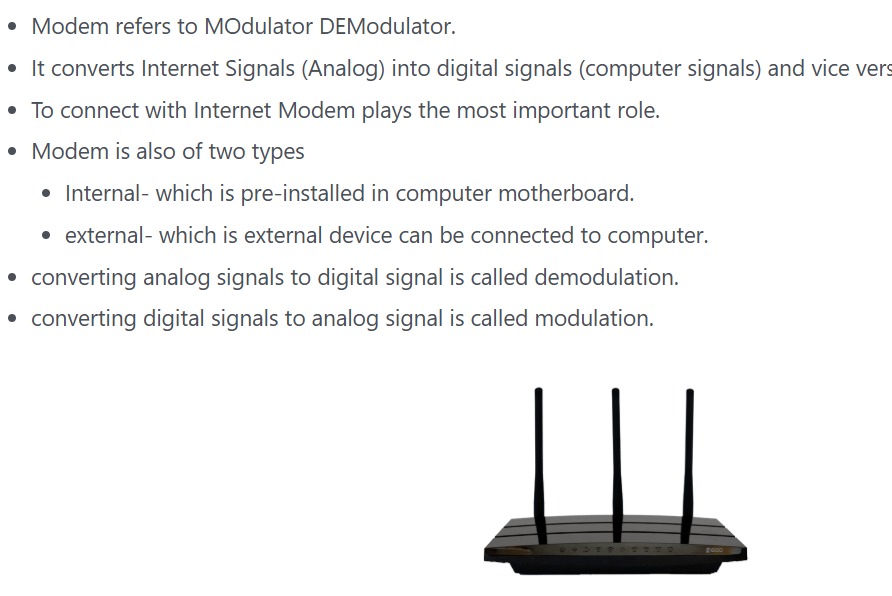 Modem refers to MOdulator DEModulator.
It converts Internet Signals (Analog) into digital signals (computer signals) and vice vers
To connect with Internet Modem plays the most important role.
Modem is also of two types
Internal- which is pre-installed in computer motherboard.
external- which is external device can be connected to computer.
converting analog signals to digital signal is called demodulation.
converting digital signals to analog signal is called modulation.